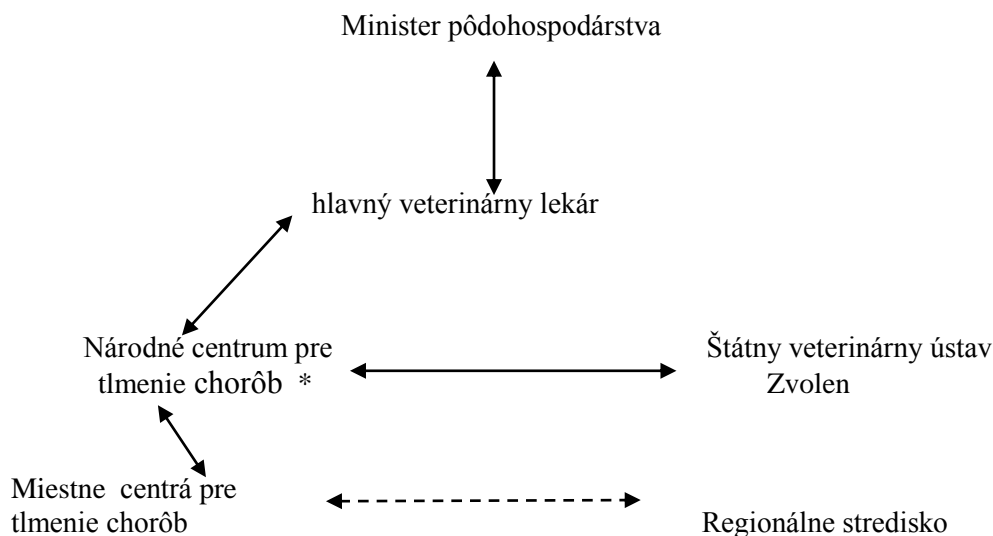 Minister pôdohospodárstva
hlavný veterinárny lekár
Národné centrum pre
tlmenie chorôb *
Štátny veterinárny ústav
Zvolen
Miestne centrá pre
tlmenie chorôb
Regionálne stredisko